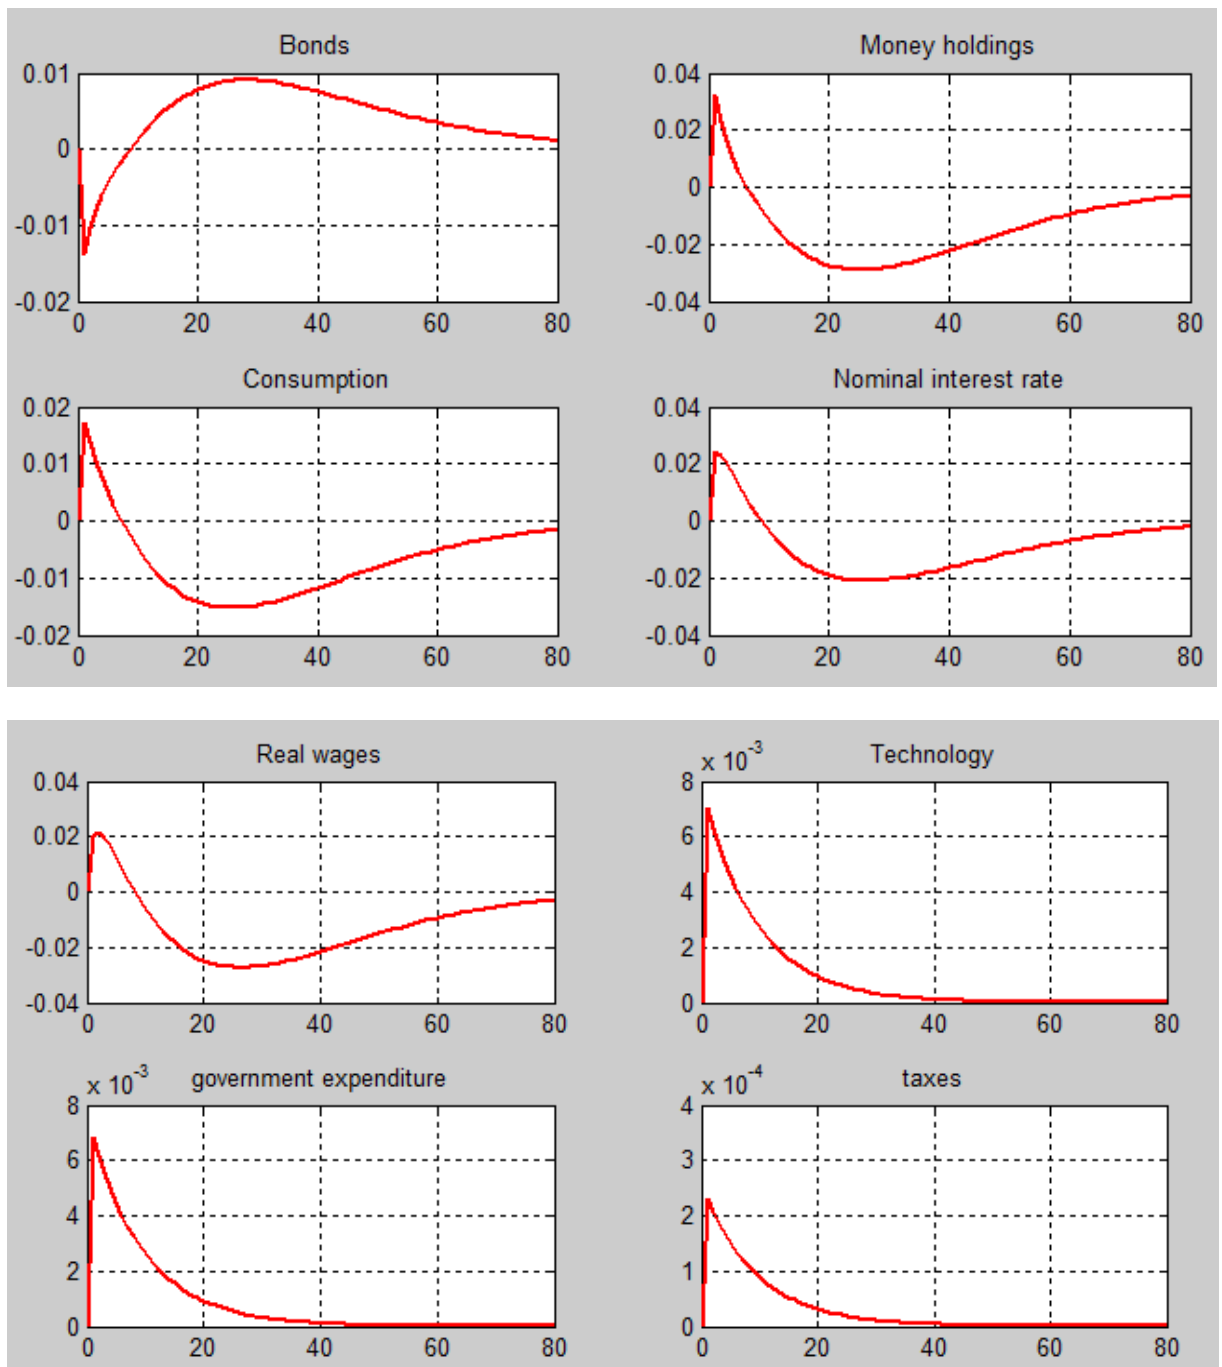 Bonds
0.01
0
-0.01
-0.02
0 20 40 60 80
Money holdings
0.04
0.02
0
-0.02
-0.04
0 20 40 60 80
Consumption
0.02
0.01
0
-0.01
-0.02
0 20 40 60 80
Nominal interest rate
0.04
0.02
0
-0.02
-0.04
0 20 40 60 80
Real wages
0.04
0.02
0
-0.02
-0.04
0 20 40 60 80
x 10^-3 Technology
8
6
4
2
0
0 20 40 60 80
x 10^-3 government expenditure
8
6
4
2
0
0 20 40 60 80
x 10^-4 taxes
4
3
2
1
0
0 20 40 60 80